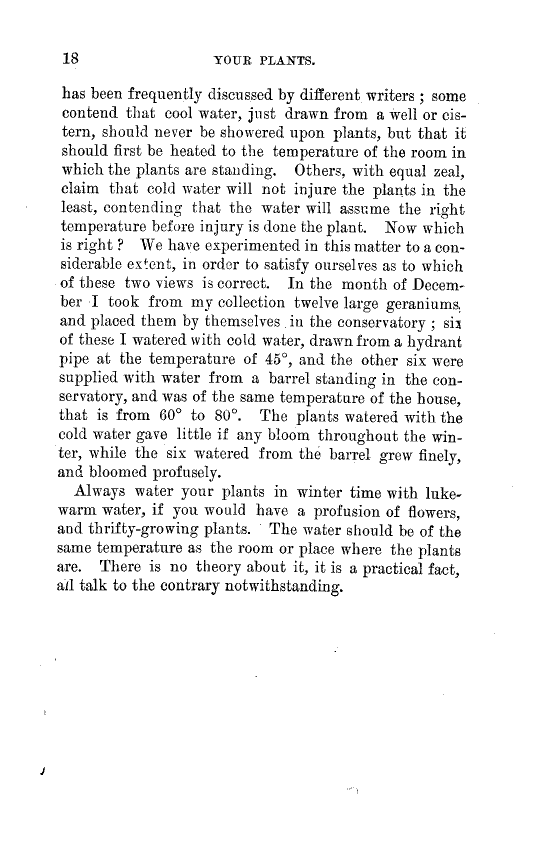 18 YOUR PLANTS.
has been frequently discussed by different writers ; some
contend that cool water, just drawn from a well or cis-
tern, should never be showered upon plants, but that it
should first be heated to the temperature of the room in
which the plants are standing. Others, with equal zeal,
claim that cold water will not injure the plants in the
least, contending that the water will assume the right
temperature before injury is done the plant. Now which
is right ? We have experimented in this matter to a con-
siderable extent, in order to satisfy ourselves as to which
of these two views is correct. In the month of Decem-
ber I took from my collection twelve large geraniums,
and placed them by themselves in the conservatory ; six
of these I watered with cold water, drawn from a hydrant
pipe at the temperature of 45°, and the other six were
supplied with water from a barrel standing in the con-
servatory, and was of the same temperature of the house,
that is from 60° to 80°. The plants watered with the
cold water gave little if any bloom throughout the win-
ter, while the six watered from the barrel grew finely,
and bloomed profusely.
Always water your plants in winter time with luke-
warm water, if you would have a profusion of flowers,
and thrifty-growing plants. The water should be of the
same temperature as the room or place where the plants
are. There is no theory about it, it is a practical fact,
all talk to the contrary notwithstanding.